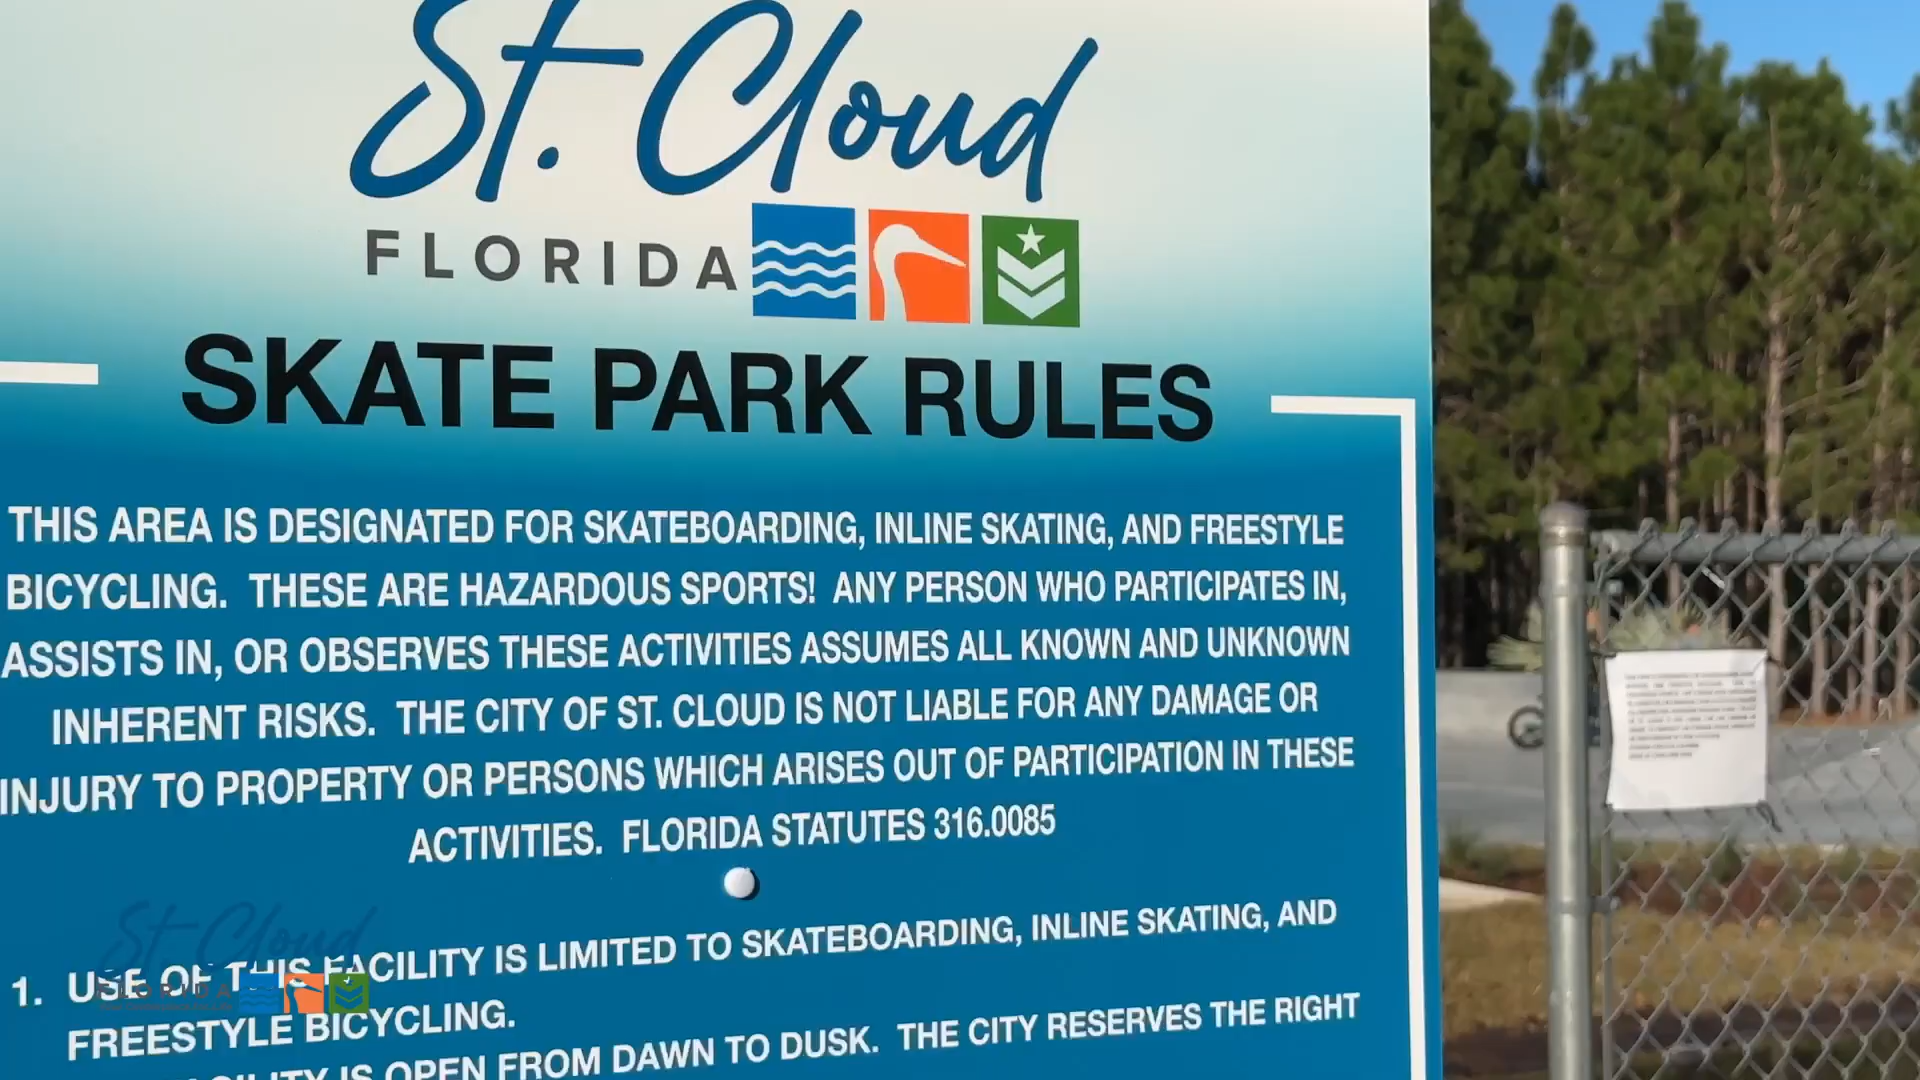 St. Cloud
FLORIDA
SKATE PARK RULES
THIS AREA IS DESIGNATED FOR SKATEBOARDING, INLINE SKATING, AND FREESTYLE
BICYCLING. THESE ARE HAZARDOUS SPORTS! ANY PERSON WHO PARTICIPATES IN,
ASSISTS IN, OR OBSERVES THESE ACTIVITIES ASSUMES ALL KNOWN AND UNKNOWN
INHERENT RISKS. THE CITY OF ST. CLOUD IS NOT LIABLE FOR ANY DAMAGE OR
INJURY TO PROPERTY OR PERSONS WHICH ARISES OUT OF PARTICIPATION IN THESE
ACTIVITIES. FLORIDA STATUTES 316.0085
1. USE OF THIS FACILITY IS LIMITED TO SKATEBOARDING, INLINE SKATING, AND
FREESTYLE BICYCLING.
IS OPEN FROM DAWN TO DUSK. THE CITY RESERVES THE RIGHT
St. Cloud
FLORIDA